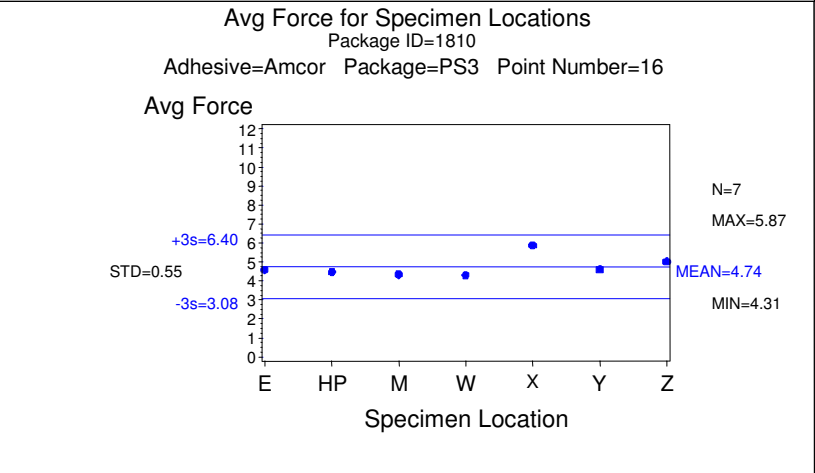 Avg Force for Specimen Locations
Package ID=1810
Adhesive=Amcor Package=PS3 Point Number=16
Avg Force
12
11
10
9
8
7
6
5
4
3
2
1
0
+3s=6.40
STD=0.55
-3s=3.08
N=7
MAX=5.87
MEAN=4.74
MIN=4.31
E HP M W X Y Z
Specimen Location